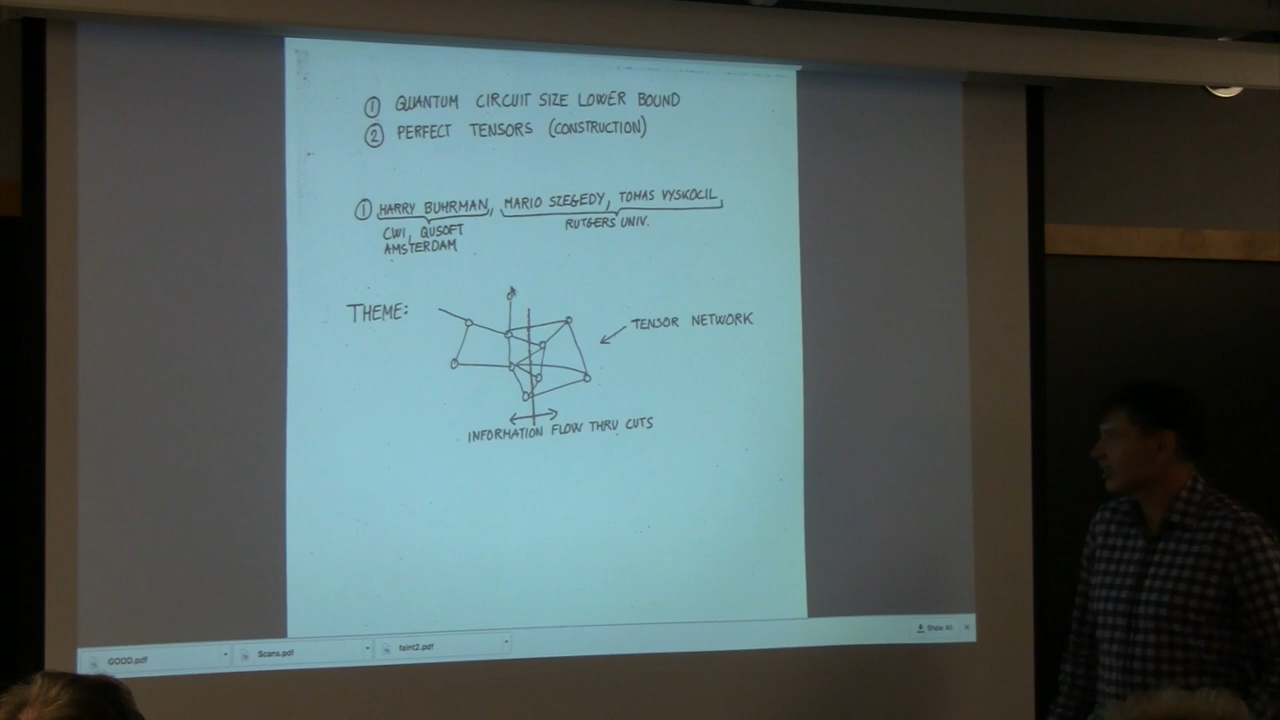 ① QUANTUM CIRCUIT SIZE LOWER BOUND
② PERFECT TENSORS (CONSTRUCTION)
① HARRY BUHRMAN, MARIO SZEGEDY, TOMAS VYSKOCIL,
CWI, QUSOFT
AMSTERDAM
RUTGERS UNIV.
THEME:
TENSOR NETWORK
INFORMATION FLOW THRU CUTS
GOOD.pdf
Scans.pdf
faint2.pdf
Show All